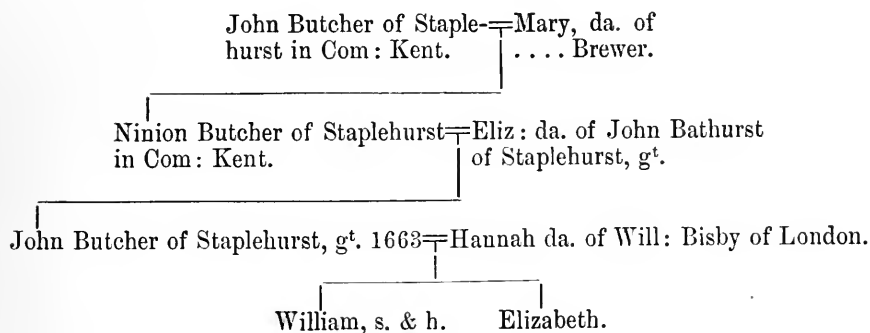 John Butcher of Staple-=Mary, da. of
hurst in Com: Kent. .... Brewer.
Ninion Butcher of Staplehurst=Eliz: da. of John Bathurst
in Com: Kent. of Staplehurst, gt.
John Butcher of Staplehurst, gt. 1663=Hannah da. of Will: Bisby of London.
William, s. & h. Elizabeth.